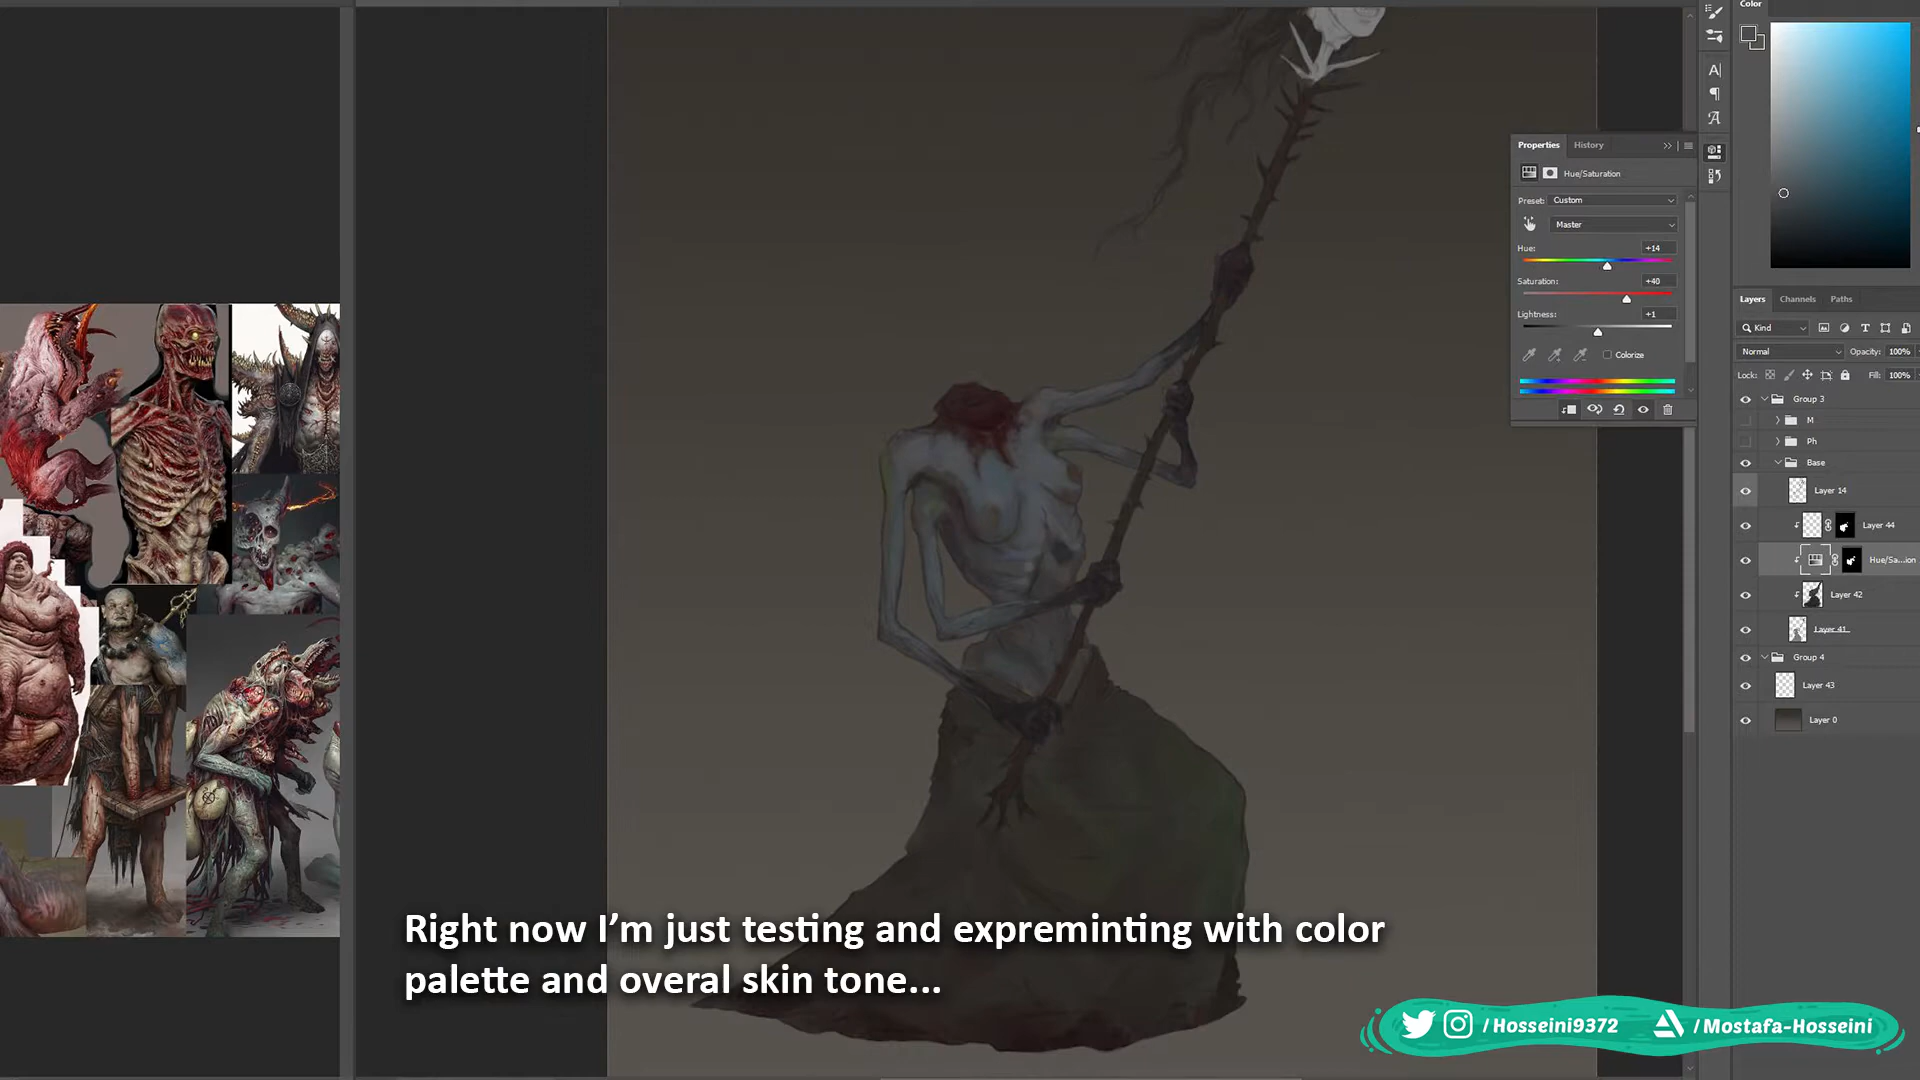 Color
Properties
History
Hue/Saturation
Preset:
Custom
Master
Hue:
+14
Saturation:
+40
Lightness:
+1
Colorize
Layers
Channels
Paths
Kind
Normal
Opacity:
100%
Lock:
Fill:
100%
Group 3
M
Ph
Base
Layer 14
Layer 44
Hue/Sa...ion
Layer 42
Layer 41
Group 4
Layer 43
Layer 0
Right now I'm just testing and expreminting with color
palette and overal skin tone...
/Hosseini9372
/Mostafa-Hosseini